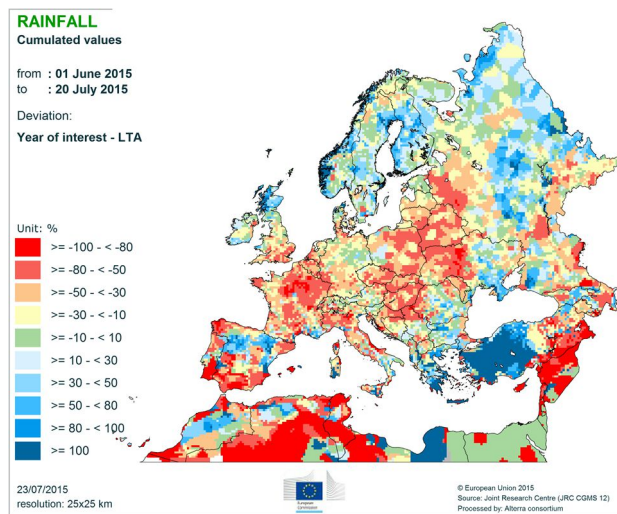 RAINFALL
Cumulated values
from : 01 June 2015
to : 20 July 2015
Deviation:
Year of interest - LTA
Unit: %
>= -100 - < -80
>= -80 - < -50
>= -50 - < -30
>= -30 - < -10
>= -10 - < 10
>= 10 - < 30
>= 30 - < 50
>= 50 - < 80
>= 80 - < 100
>= 100
23/07/2015
resolution: 25x25 km
European
Commission
© European Union 2015
Source: Joint Research Centre (JRC CGMS 12)
Processed by: Alterra consortium